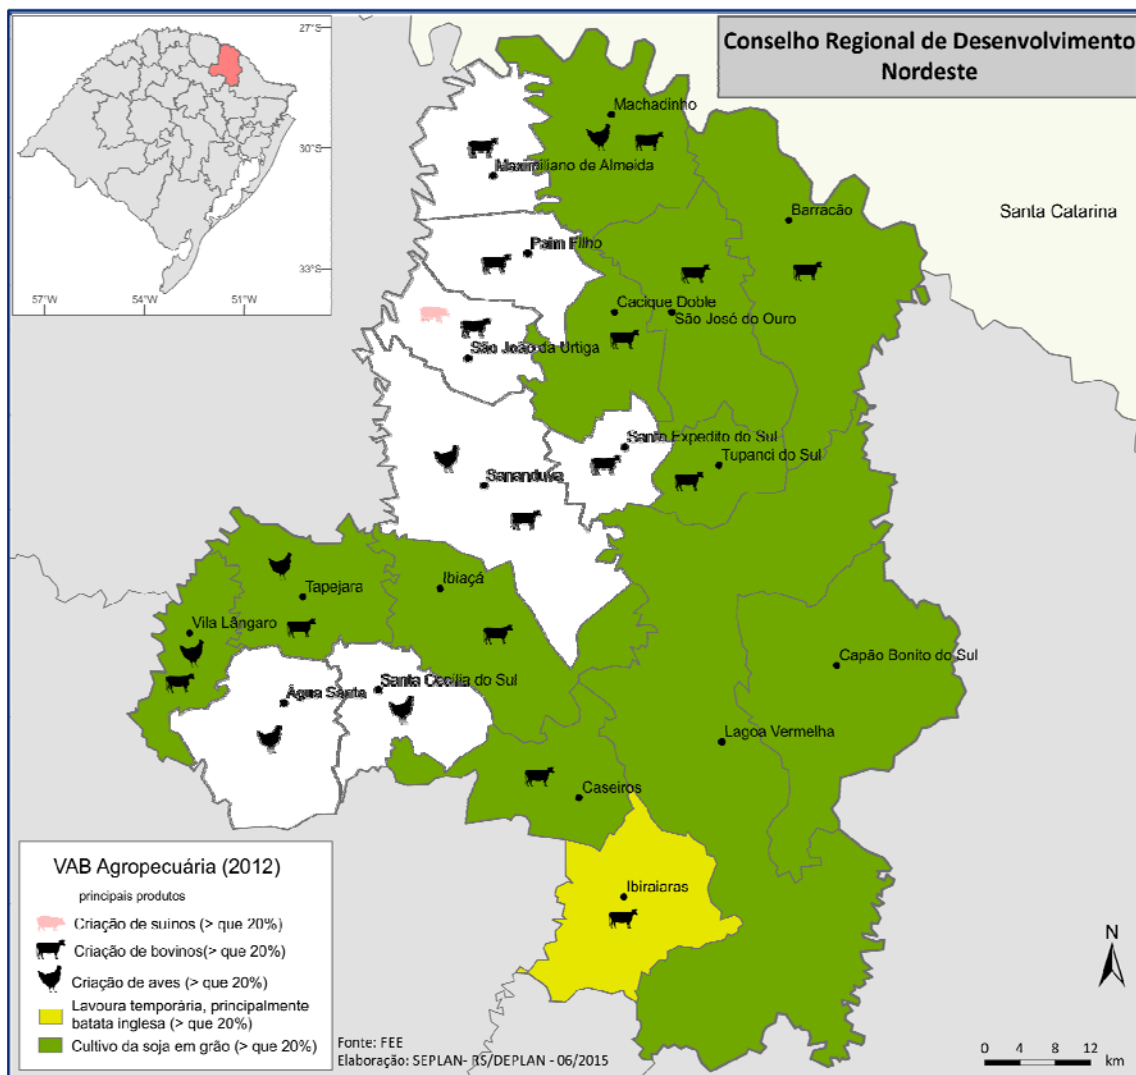 Conselho Regional de Desenvolvimento
Nordeste
27°S
30°S
33°S
57°W
54°W
51°W
Santa Catarina
Machadinho
Maximiliano de Almeida
Barracão
Paim Filho
Cacique Doble
São José do Ouro
São João da Urtiga
Santo Expedito do Sul
Tupanci do Sul
Sananduva
Ibiaçá
Tapejara
Vila Lângaro
Capão Bonito do Sul
Água Santa
Santa Cecília do Sul
Lagoa Vermelha
Caseiros
Ibiraiaras
VAB Agropecuária (2012)
principais produtos
Criação de suinos (> que 20%)
Criação de bovinos(> que 20%)
Criação de aves (> que 20%)
Lavoura temporária, principalmente
batata inglesa (> que 20%)
Cultivo da soja em grão (> que 20%)
Fonte: FEE
Elaboração: SEPLAN- RS/DEPLAN - 06/2015
N
0 4 8 12
km